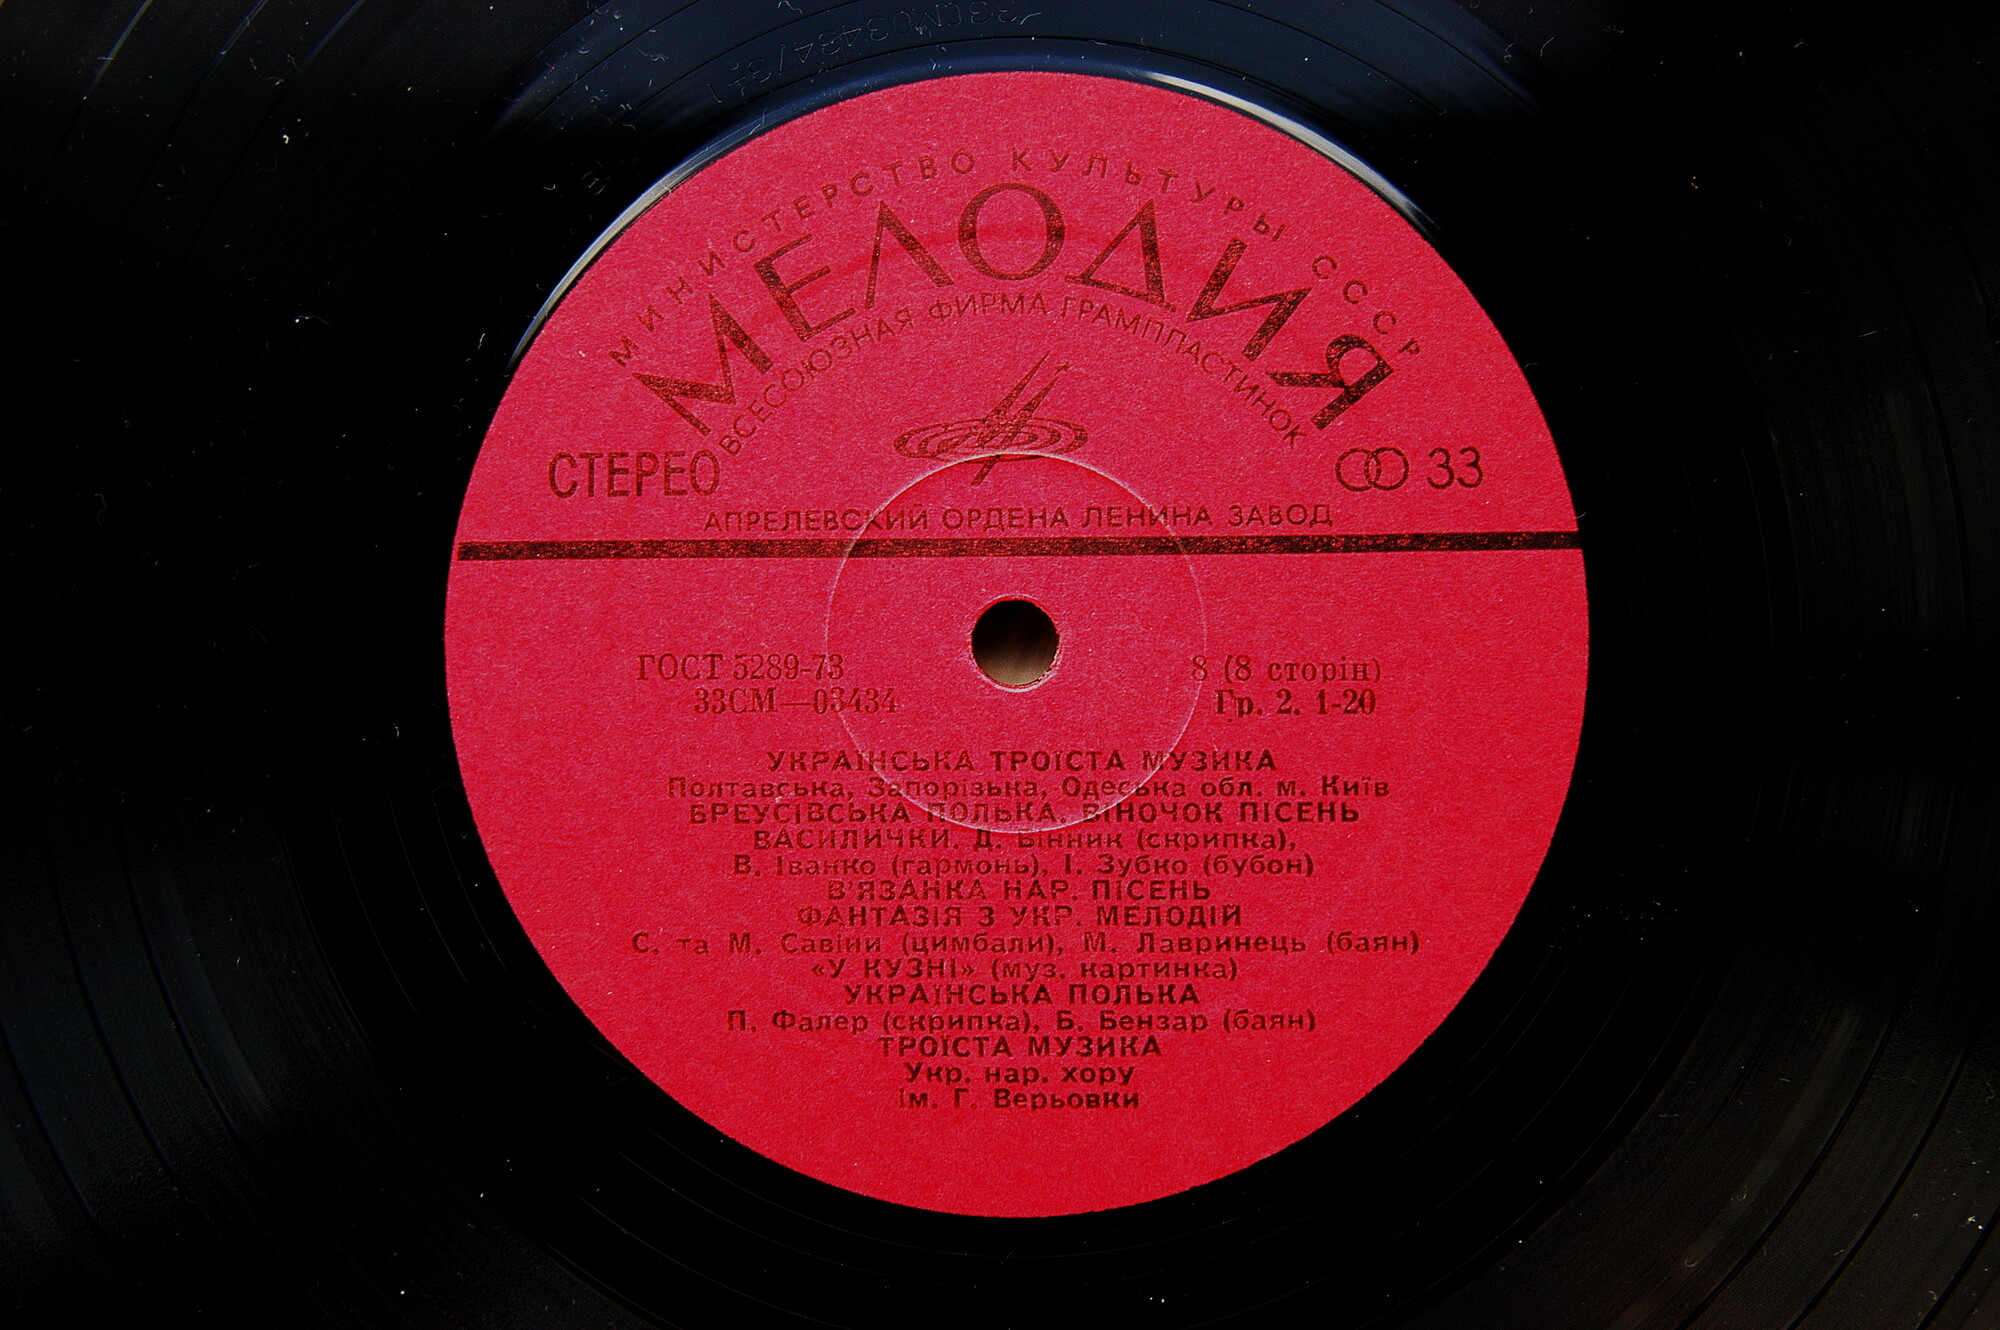 33СМ03434/3-1
МИНИСТЕРСТВО КУЛЬТУРЫ СССР
МЕЛОДИЯ
ВСЕСОЮЗНАЯ ФИРМА ГРАМПЛАСТИНОК
СТЕРЕО
33
АПРЕЛЕВСКИЙ ОРДЕНА ЛЕНИНА ЗАВОД
ГОСТ 5289-73
8 (8 сторін)
33СМ—03434
Гр. 2. 1-20
УКРАЇНСЬКА ТРОЇСТА МУЗИКА
Полтавська, Запорізька, Одеська обл. м. Київ
БРЕУСІВСЬКА ПОЛЬКА. ВІНОЧОК ПІСЕНЬ
ВАСИЛИЧКИ. Д. Вінник (скрипка),
В. Іванко (гармонь), І. Зубко (бубон)
В'ЯЗАНКА НАР. ПІСЕНЬ
ФАНТАЗІЯ З УКР. МЕЛОДІЙ
С. та М. Савіни (цимбали), М. Лавринець (баян)
«У КУЗНІ» (муз. картинка)
УКРАЇНСЬКА ПОЛЬКА
П. Фалер (скрипка), Б. Бензар (баян)
ТРОЇСТА МУЗИКА
Укр. нар. хору
ім. Г. Верьовки